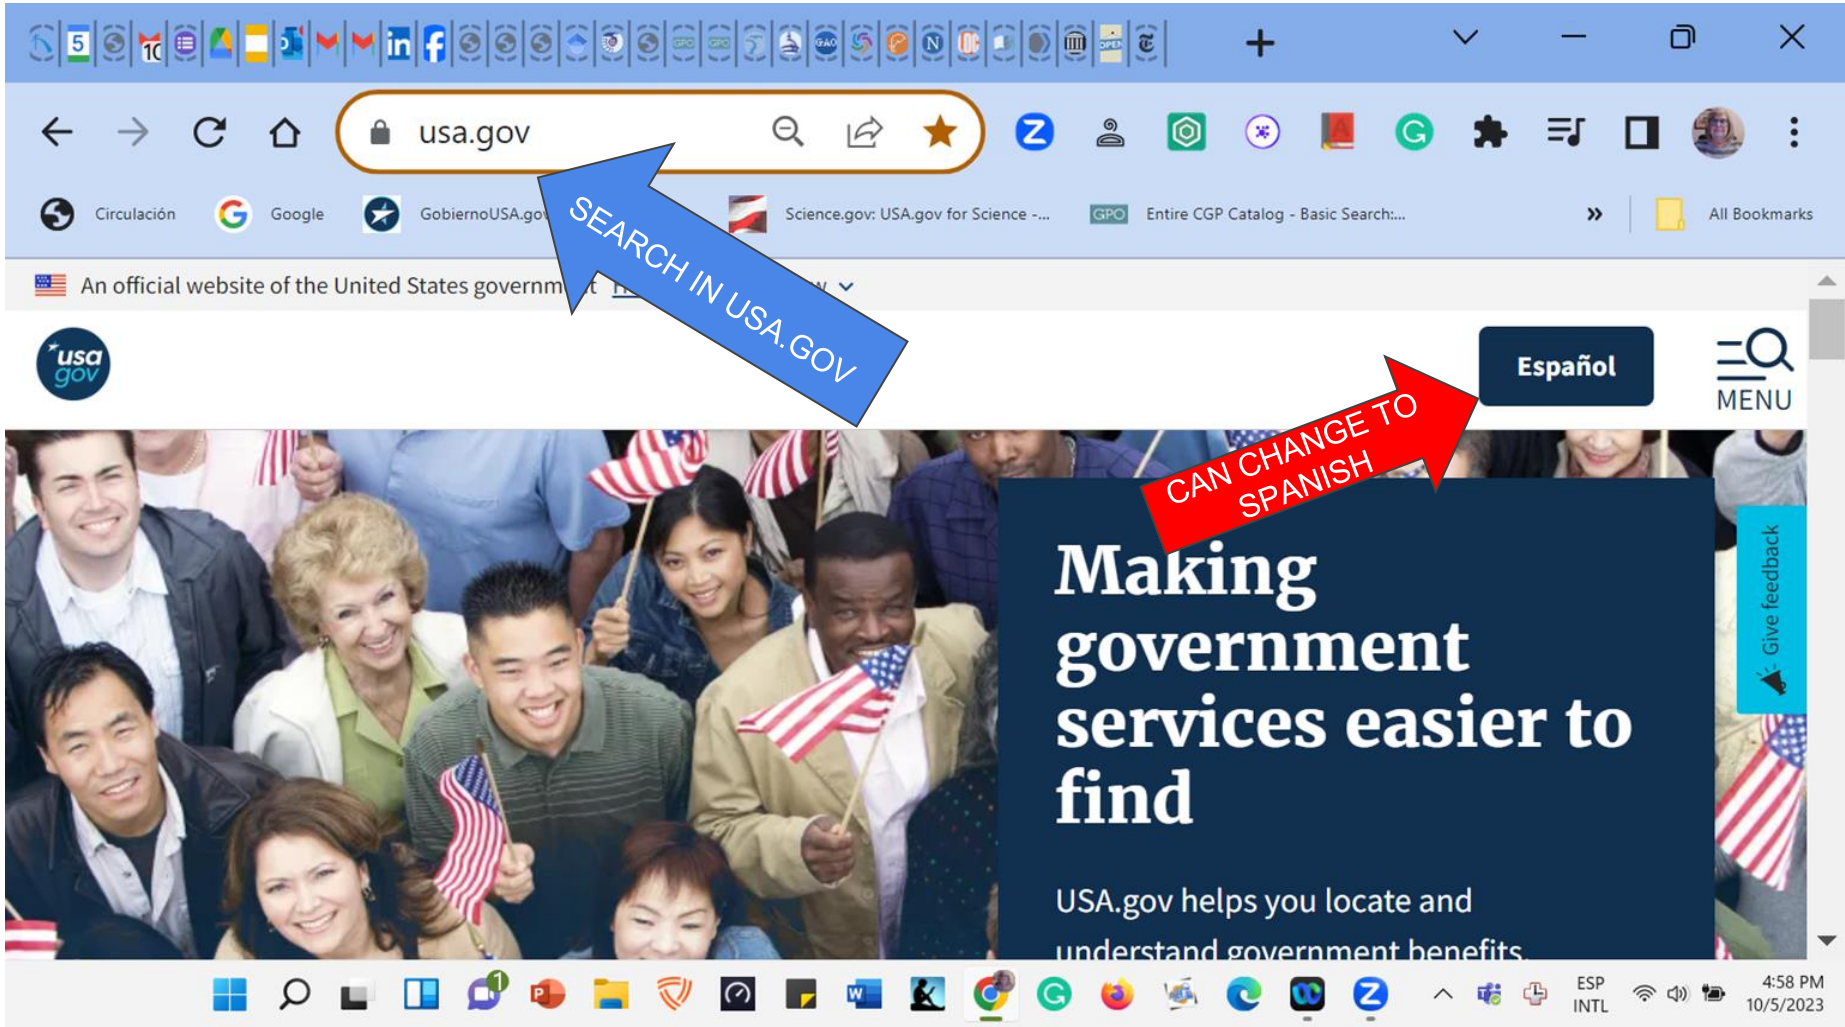 usa.gov
Circulación
Google
GobiernoUSA.gov
Science.gov: USA.gov for Science -...
GPO
Entire CGP Catalog - Basic Search:...
»
All Bookmarks
SEARCH IN USA.GOV
An official website of the United States government
usa
gov
Español
MENU
CAN CHANGE TO
SPANISH
Making
government
services easier to
find
USA.gov helps you locate and
understand government benefits,
Give feedback
1
ESP
INTL
4:58 PM
10/5/2023